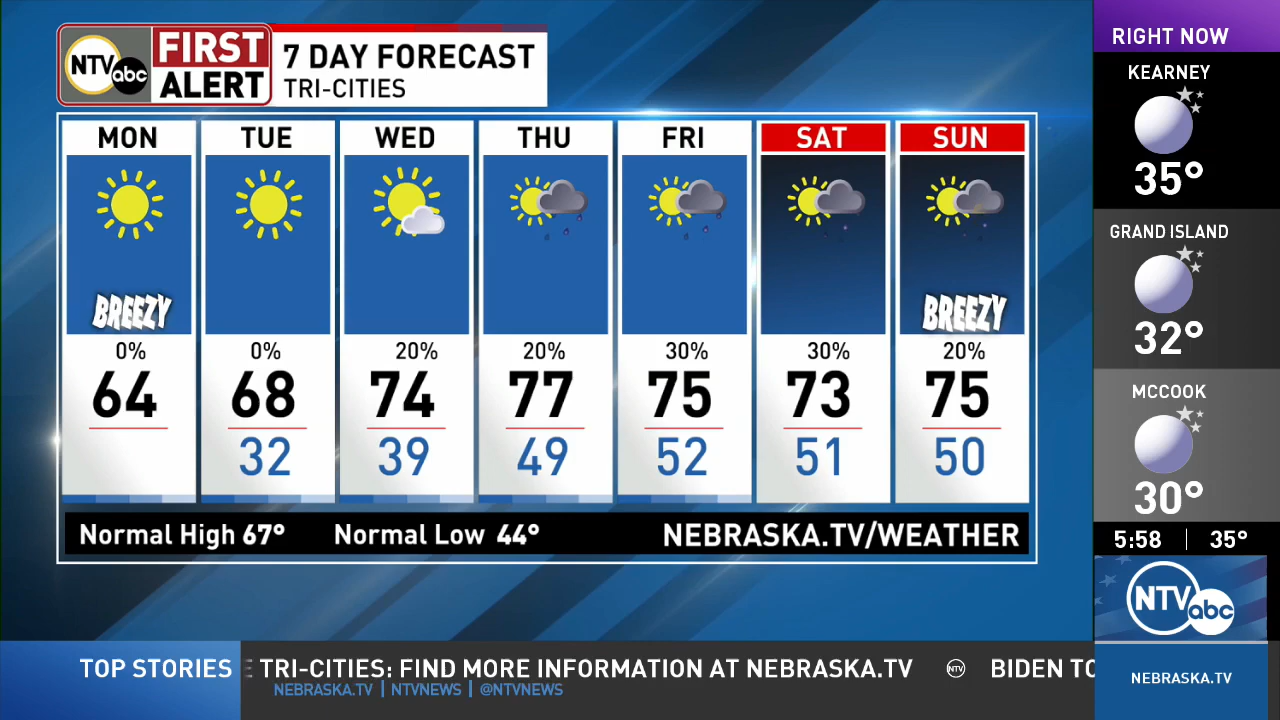 NTV abc
FIRST
ALERT
7 DAY FORECAST
TRI-CITIES
MON TUE WED THU FRI SAT SUN
BREEZY BREEZY
0% 0% 20% 20% 30% 30% 20%
64 68 74 77 75 73 75
32 39 49 52 51 50
Normal High 67° Normal Low 44° NEBRASKA.TV/WEATHER
RIGHT NOW
KEARNEY
35°
GRAND ISLAND
32°
MCCOOK
30°
5:58 35°
NTV abc
NEBRASKA.TV
TOP STORIES TRI-CITIES: FIND MORE INFORMATION AT NEBRASKA.TV NTV BIDEN TO
NEBRASKA.TV | NTVNEWS | @NTVNEWS